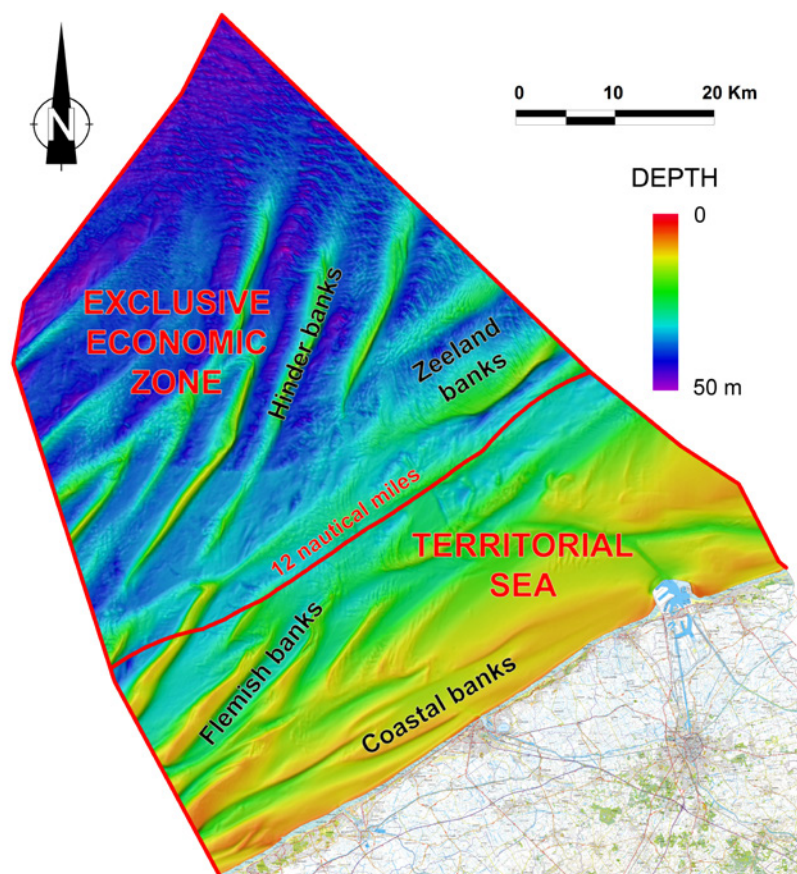 N
0 10 20 Km
DEPTH
0
50 m
EXCLUSIVE
ECONOMIC
ZONE
Hinder banks
Zeeland
banks
12 nautical miles
TERRITORIAL
SEA
Flemish banks
Coastal banks